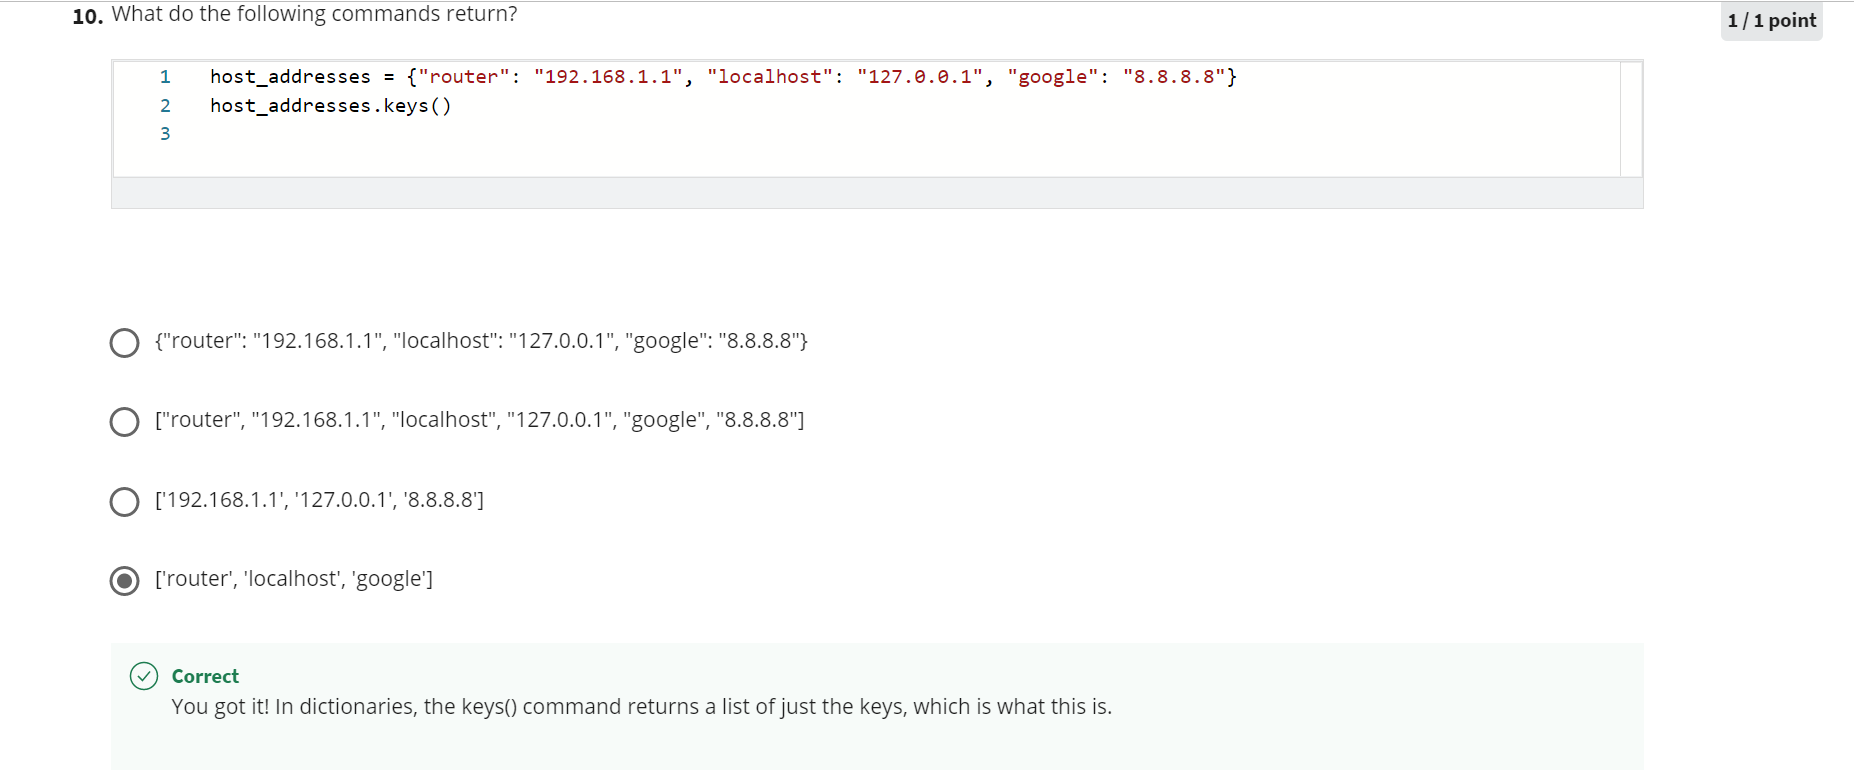 10. What do the following commands return?
1 / 1 point
1 host_addresses = {"router": "192.168.1.1", "localhost": "127.0.0.1", "google": "8.8.8.8"}
2 host_addresses.keys()
3
{"router": "192.168.1.1", "localhost": "127.0.0.1", "google": "8.8.8.8"}
["router", "192.168.1.1", "localhost", "127.0.0.1", "google", "8.8.8.8"]
['192.168.1.1', '127.0.0.1', '8.8.8.8']
['router', 'localhost', 'google']
Correct
You got it! In dictionaries, the keys() command returns a list of just the keys, which is what this is.